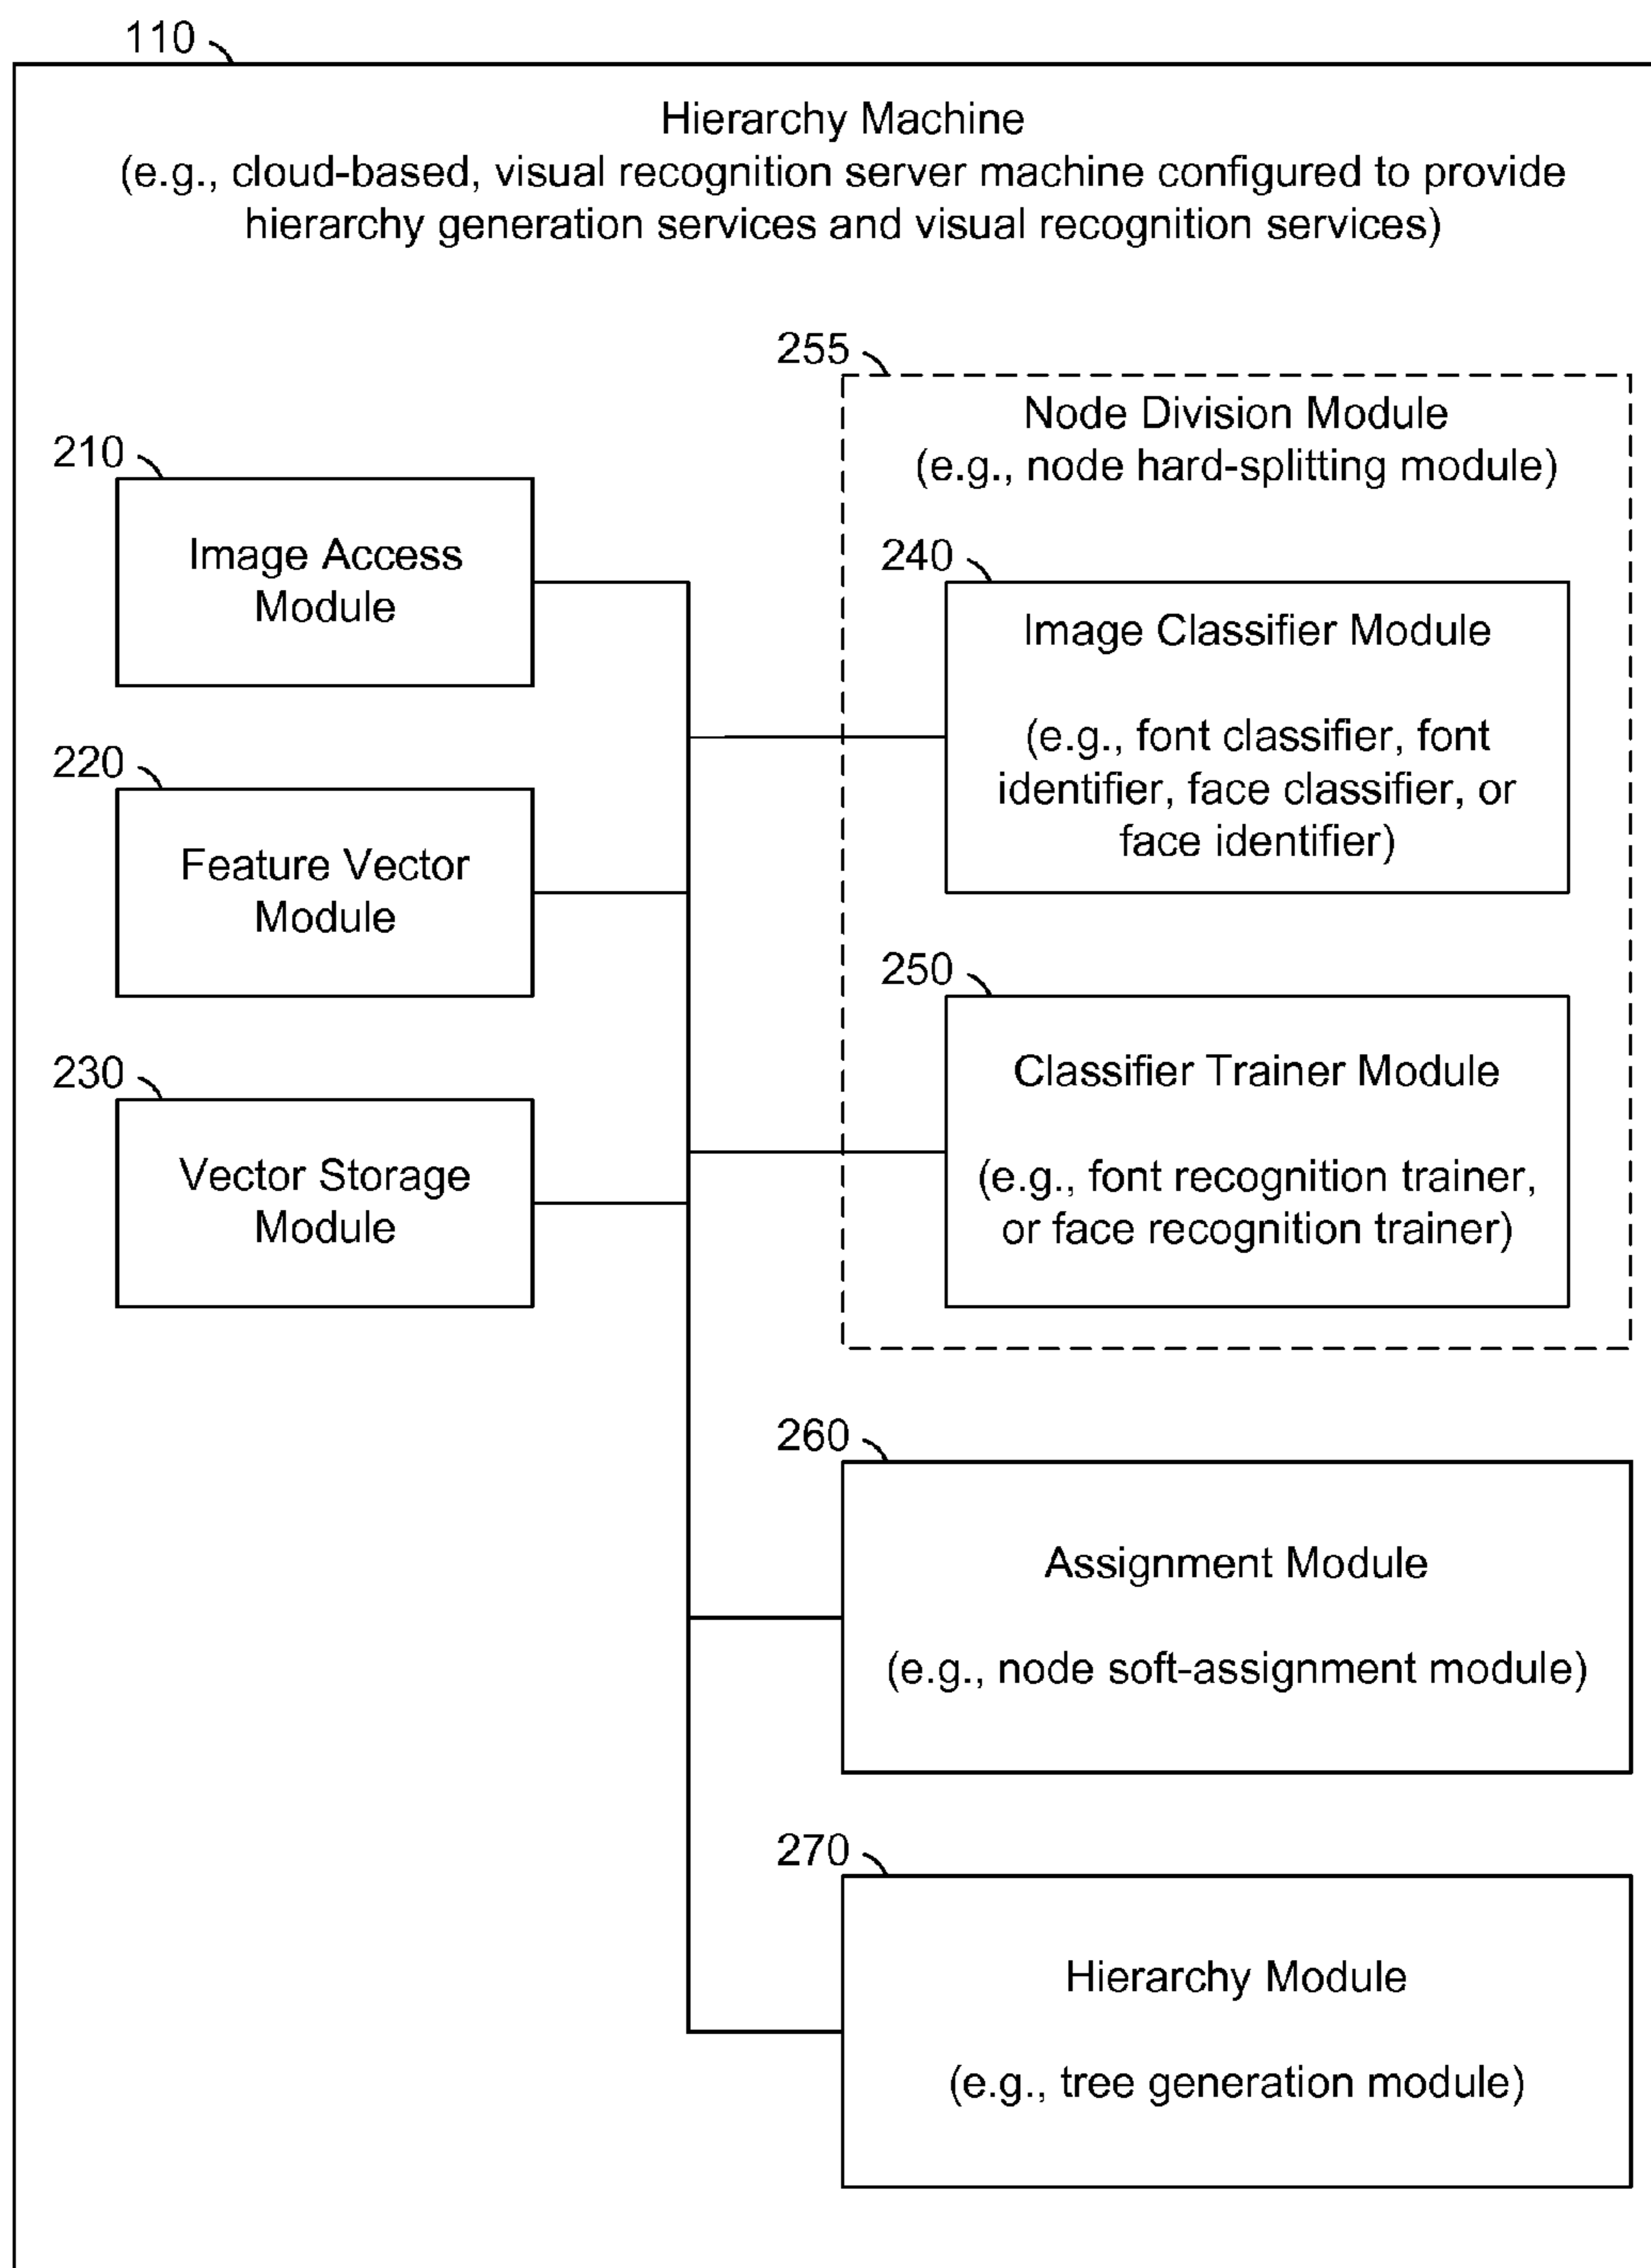 110
Hierarchy Machine
(e.g., cloud-based, visual recognition server machine configured to provide
hierarchy generation services and visual recognition services)
255
Node Division Module
(e.g., node hard-splitting module)
210
Image Access
Module
240
Image Classifier Module
(e.g., font classifier, font
identifier, face classifier, or
face identifier)
220
Feature Vector
Module
250
Classifier Trainer Module
(e.g., font recognition trainer,
or face recognition trainer)
230
Vector Storage
Module
260
Assignment Module
(e.g., node soft-assignment module)
270
Hierarchy Module
(e.g., tree generation module)